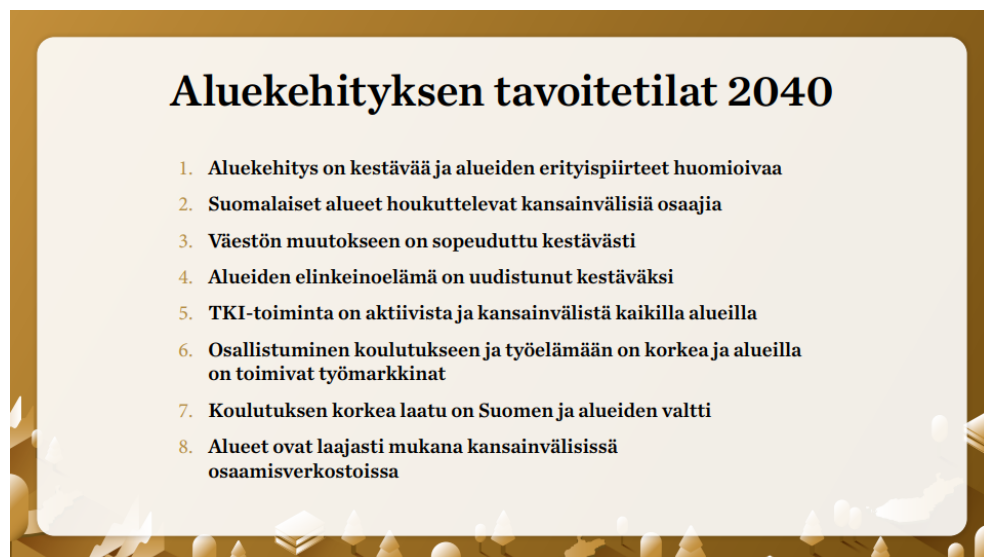 Aluekehityksen tavoitetilat 2040
1. Aluekehitys on kestävää ja alueiden erityispiirteet huomioivaa
2. Suomalaiset alueet houkuttelevat kansainvälisiä osaajia
3. Väestön muutokseen on sopeuduttu kestävästi
4. Alueiden elinkeinoelämä on uudistunut kestäväksi
5. TKI-toiminta on aktiivista ja kansainvälistä kaikilla alueilla
6. Osallistuminen koulutukseen ja työelämään on korkea ja alueilla
on toimivat työmarkkinat
7. Koulutuksen korkea laatu on Suomen ja alueiden valtti
8. Alueet ovat laajasti mukana kansainvälisissä
osaamisverkostoissa